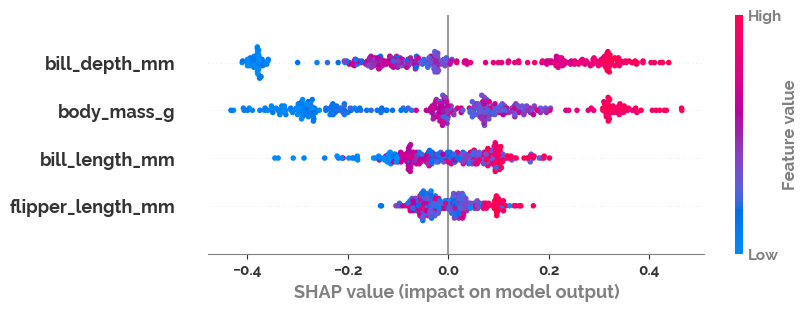 High
bill_depth_mm
body_mass_g
bill_length_mm
flipper_length_mm
Feature value
Low
−0.4 −0.2 0.0 0.2 0.4
SHAP value (impact on model output)